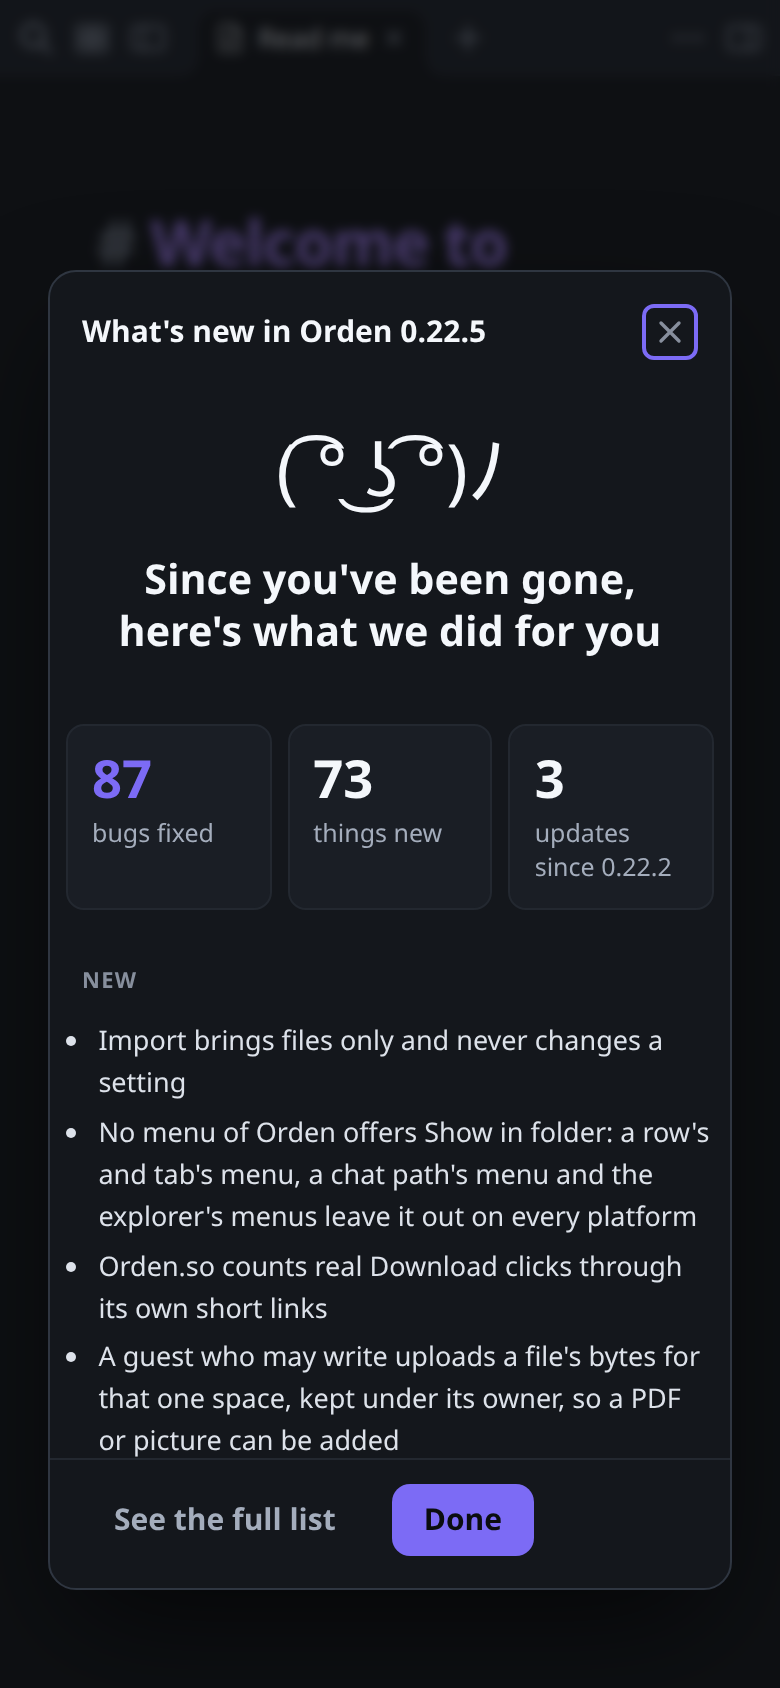 Read me
# Welcome to
What's new in Orden 0.22.5
( ͡° ͜ʖ ͡°)ﾉ
Since you've been gone,
here's what we did for you
87
bugs fixed
73
things new
3
updates
since 0.22.2
NEW
• Import brings files only and never changes a
setting
• No menu of Orden offers Show in folder: a row's
and tab's menu, a chat path's menu and the
explorer's menus leave it out on every platform
• Orden.so counts real Download clicks through
its own short links
• A guest who may write uploads a file's bytes for
that one space, kept under its owner, so a PDF
or picture can be added
See the full list
Done